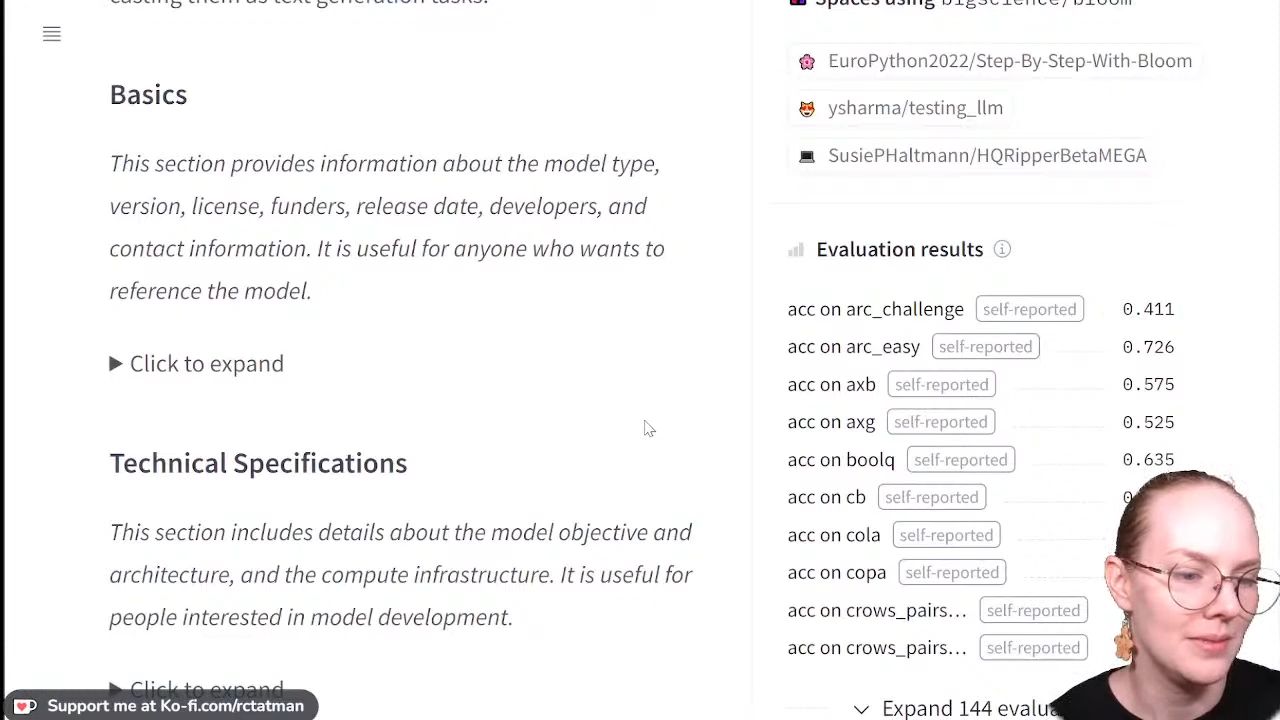 casting them as text generation tasks.
Basics
This section provides information about the model type,
version, license, funders, release date, developers, and
contact information. It is useful for anyone who wants to
reference the model.
▶ Click to expand
Technical Specifications
This section includes details about the model objective and
architecture, and the compute infrastructure. It is useful for
people interested in model development.
Click to expand
Support me at Ko-fi.com/rctatman
Spaces using bigscience/bloom
EuroPython2022/Step-By-Step-With-Bloom
ysharma/testing_llm
SusiePHaltmann/HQRipperBetaMEGA
Evaluation results
acc on arc_challenge self-reported 0.411
acc on arc_easy self-reported 0.726
acc on axb self-reported 0.575
acc on axg self-reported 0.525
acc on boolq self-reported 0.635
acc on cb self-reported
acc on cola self-reported
acc on copa self-reported
acc on crows_pairs… self-reported
acc on crows_pairs… self-reported
Expand 144